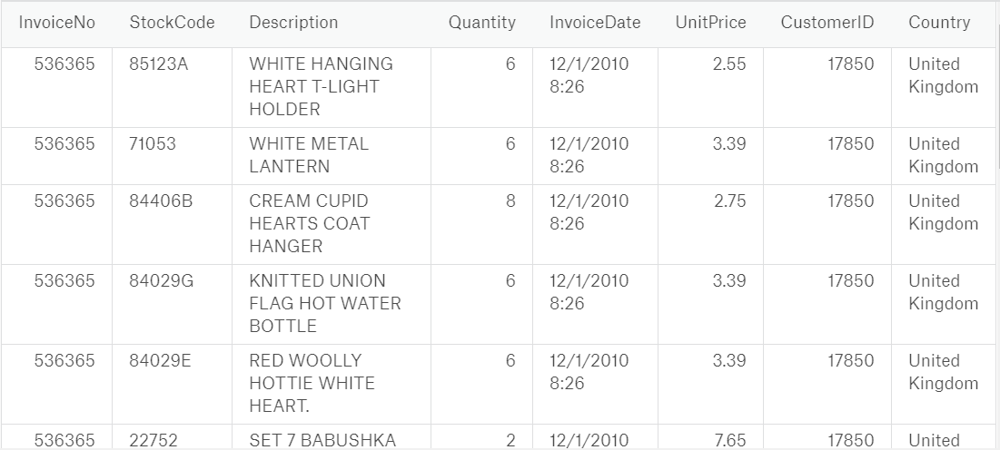 InvoiceNo StockCode Description Quantity InvoiceDate UnitPrice CustomerID Country
536365 85123A WHITE HANGING 6 12/1/2010 2.55 17850 United
HEART T-LIGHT 8:26 Kingdom
HOLDER
536365 71053 WHITE METAL 6 12/1/2010 3.39 17850 United
LANTERN 8:26 Kingdom
536365 84406B CREAM CUPID 8 12/1/2010 2.75 17850 United
HEARTS COAT 8:26 Kingdom
HANGER
536365 84029G KNITTED UNION 6 12/1/2010 3.39 17850 United
FLAG HOT WATER 8:26 Kingdom
BOTTLE
536365 84029E RED WOOLLY 6 12/1/2010 3.39 17850 United
HOTTIE WHITE 8:26 Kingdom
HEART.
536365 22752 SET 7 BABUSHKA 2 12/1/2010 7.65 17850 United